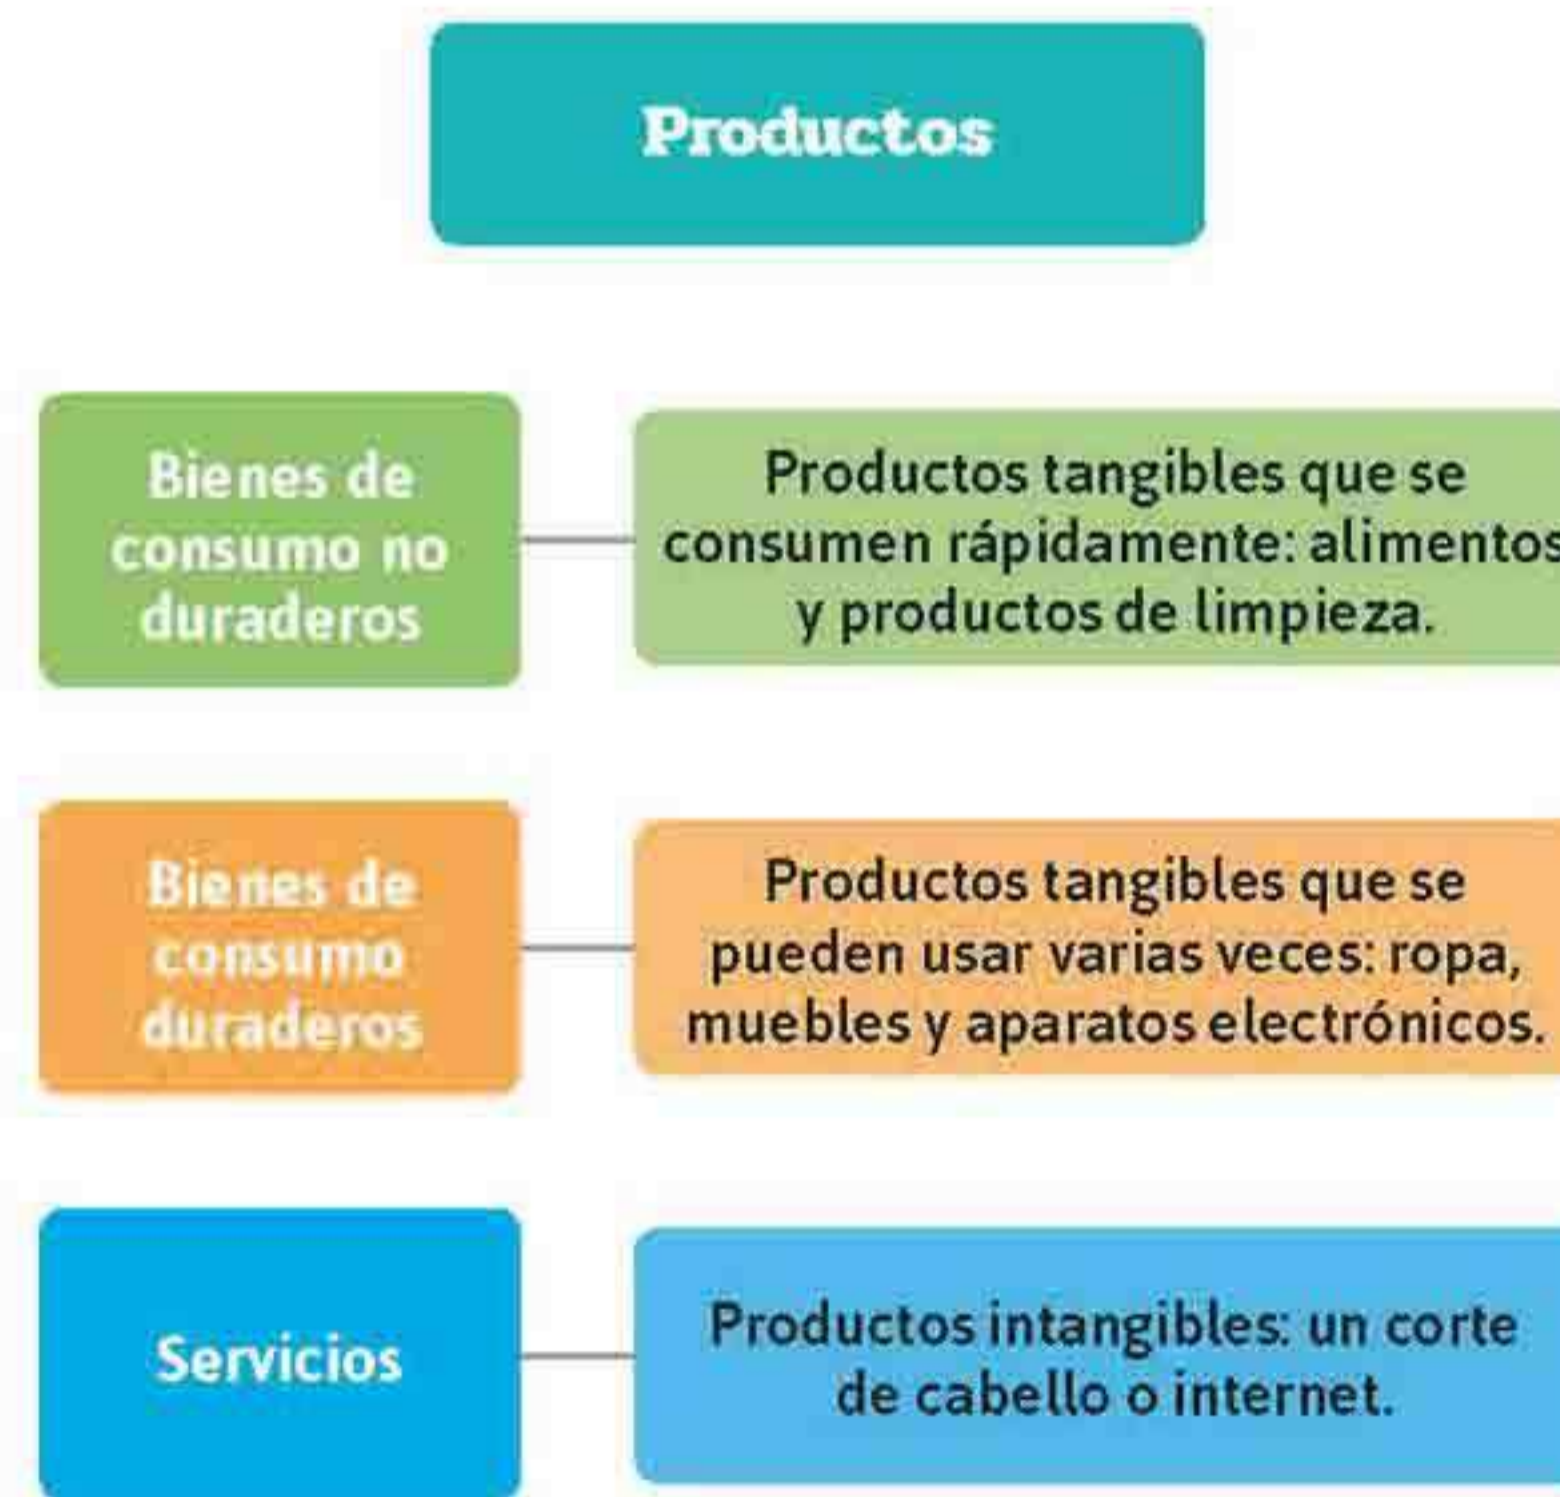 Productos
Bienes de
consumo no
duraderos
Productos tangibles que se
consumen rápidamente: alimentos
y productos de limpieza.
Bienes de
consumo
duraderos
Productos tangibles que se
pueden usar varias veces: ropa,
muebles y aparatos electrónicos.
Servicios
Productos intangibles: un corte
de cabello o internet.